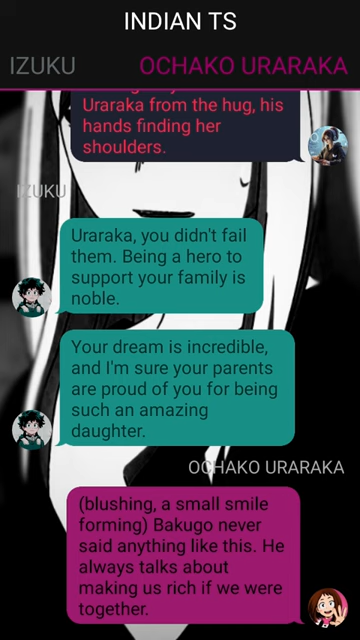 INDIAN TS
IZUKU
OCHAKO URARAKA
Uraraka from the hug, his
hands finding her
shoulders.
IZUKU
Uraraka, you didn't fail
them. Being a hero to
support your family is
noble.
Your dream is incredible,
and I'm sure your parents
are proud of you for being
such an amazing
daughter.
OCHAKO URARAKA
(blushing, a small smile
forming) Bakugo never
said anything like this. He
always talks about
making us rich if we were
together.